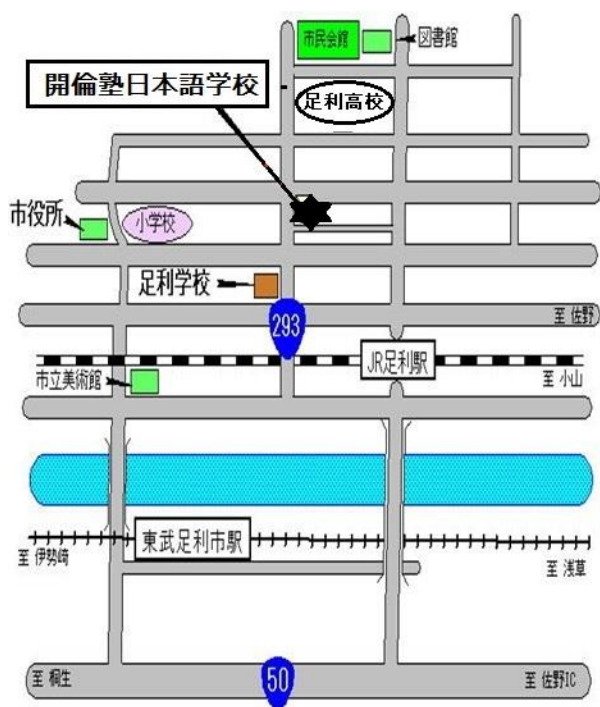 市民会館
図書館
開倫塾日本語学校
足利高校
市役所
小学校
足利学校
293
至 佐野
JR足利駅
市立美術館
至 小山
東武足利市駅
至 伊勢崎
至 浅草
至 桐生
50
至 佐野IC